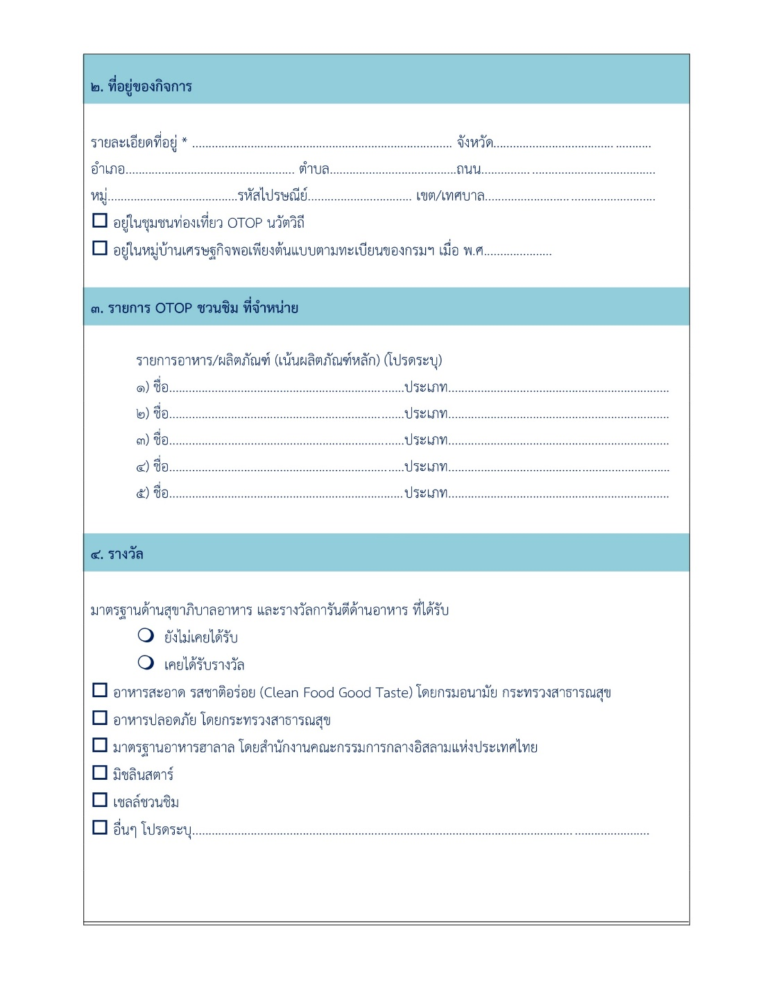 ๒. ที่อยู่ของกิจการ
รายละเอียดที่อยู่ * ................................................................................ จังหวัด.....................................................
อำเภอ.................................................... ตำบล.......................................ถนน.....................................................
หมู่........................................รหัสไปรษณีย์................................ เขต/เทศบาล.....................................................
☐ อยู่ในชุมชนท่องเที่ยว OTOP นวัตวิถี
☐ อยู่ในหมู่บ้านเศรษฐกิจพอเพียงต้นแบบตามทะเบียนของกรมฯ เมื่อ พ.ศ.....................
๓. รายการ OTOP ชวนชิม ที่จำหน่าย
รายการอาหาร/ผลิตภัณฑ์ (เน้นผลิตภัณฑ์หลัก) (โปรดระบุ)
๑) ชื่อ........................................................................ประเภท....................................................................
๒) ชื่อ........................................................................ประเภท....................................................................
๓) ชื่อ........................................................................ประเภท....................................................................
๔) ชื่อ........................................................................ประเภท....................................................................
๕) ชื่อ........................................................................ประเภท....................................................................
๔. รางวัล
มาตรฐานด้านสุขาภิบาลอาหาร และรางวัลการันตีด้านอาหาร ที่ได้รับ
❍ ยังไม่เคยได้รับ
❍ เคยได้รับรางวัล
☐ อาหารสะอาด รสชาติอร่อย (Clean Food Good Taste) โดยกรมอนามัย กระทรวงสาธารณสุข
☐ อาหารปลอดภัย โดยกระทรวงสาธารณสุข
☐ มาตรฐานอาหารฮาลาล โดยสำนักงานคณะกรรมการกลางอิสลามแห่งประเทศไทย
☐ มิชลินสตาร์
☐ เชลล์ชวนชิม
☐ อื่นๆ โปรดระบุ............................................................................................................................................